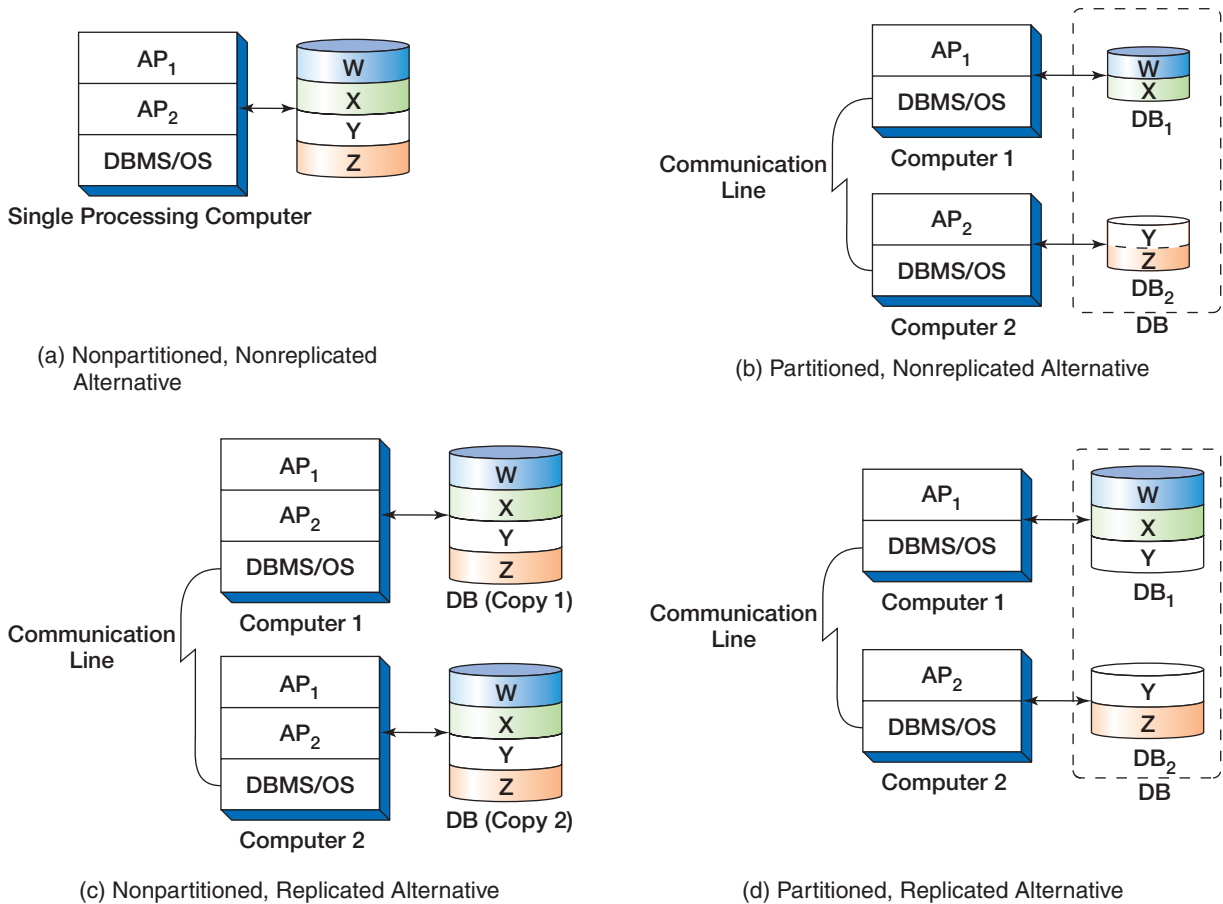 AP₁
AP₂
DBMS/OS
Single Processing Computer
W
X
Y
Z
(a) Nonpartitioned, Nonreplicated
Alternative
AP₁
DBMS/OS
Computer 1
Communication
Line
AP₂
DBMS/OS
Computer 2
W
X
DB₁
Y
Z
DB₂
DB
(b) Partitioned, Nonreplicated Alternative
AP₁
AP₂
DBMS/OS
Computer 1
W
X
Y
Z
DB (Copy 1)
Communication
Line
AP₁
AP₂
DBMS/OS
Computer 2
W
X
Y
Z
DB (Copy 2)
(c) Nonpartitioned, Replicated Alternative
AP₁
DBMS/OS
Computer 1
W
X
Y
DB₁
Communication
Line
AP₂
DBMS/OS
Computer 2
Y
Z
DB₂
DB
(d) Partitioned, Replicated Alternative